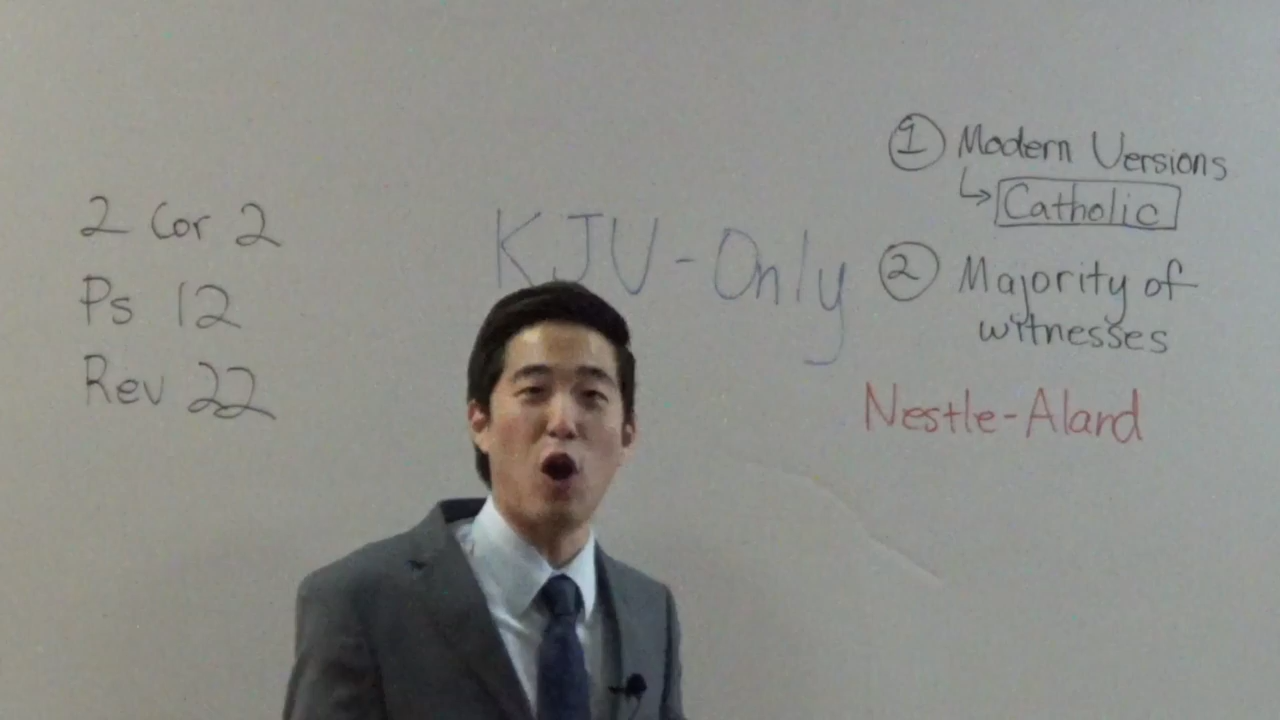 2 Cor 2
Ps 12
Rev 22
KJV-Only
① Modern Versions
↳ Catholic
② Majority of
witnesses
Nestle-Aland